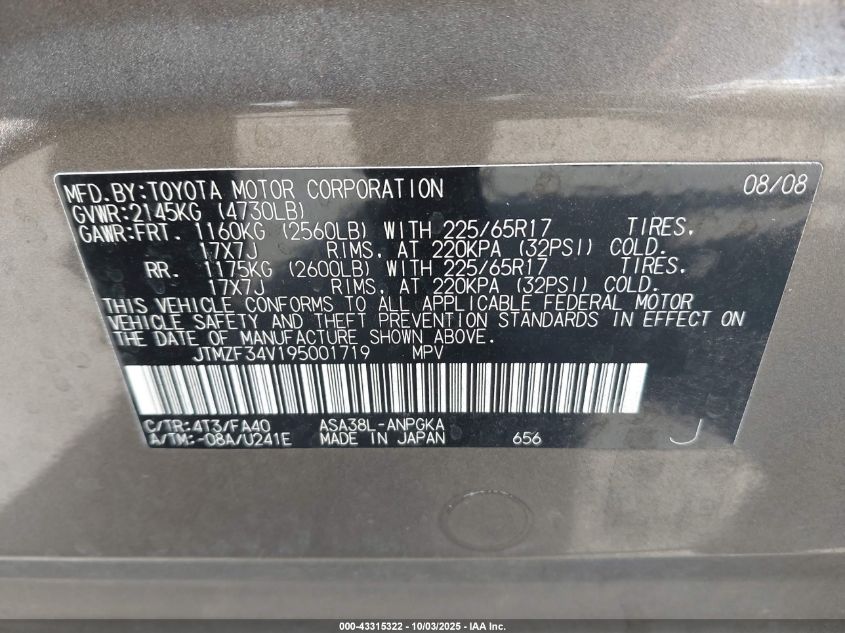 MFD.BY:TOYOTA MOTOR CORPORATION 08/08
GVWR:2145KG (4730LB)
GAWR:FRT. 1160KG (2560LB) WITH 225/65R17 TIRES.
17X7J RIMS. AT 220KPA (32PSI) COLD.
RR. 1175KG (2600LB) WITH 225/65R17 TIRES.
17X7J RIMS. AT 220KPA (32PSI) COLD.
THIS VEHICLE CONFORMS TO ALL APPLICABLE FEDERAL MOTOR
VEHICLE SAFETY AND THEFT PREVENTION STANDARDS IN EFFECT ON
THE DATE OF MANUFACTURE SHOWN ABOVE.
JTMZF34V195001719 MPV
C/TR:4T3/FA40 ASA38L-ANPGKA
A/TM:-08A/U241E MADE IN JAPAN 656 J
000-43315322 - 10/03/2025 - IAA Inc.